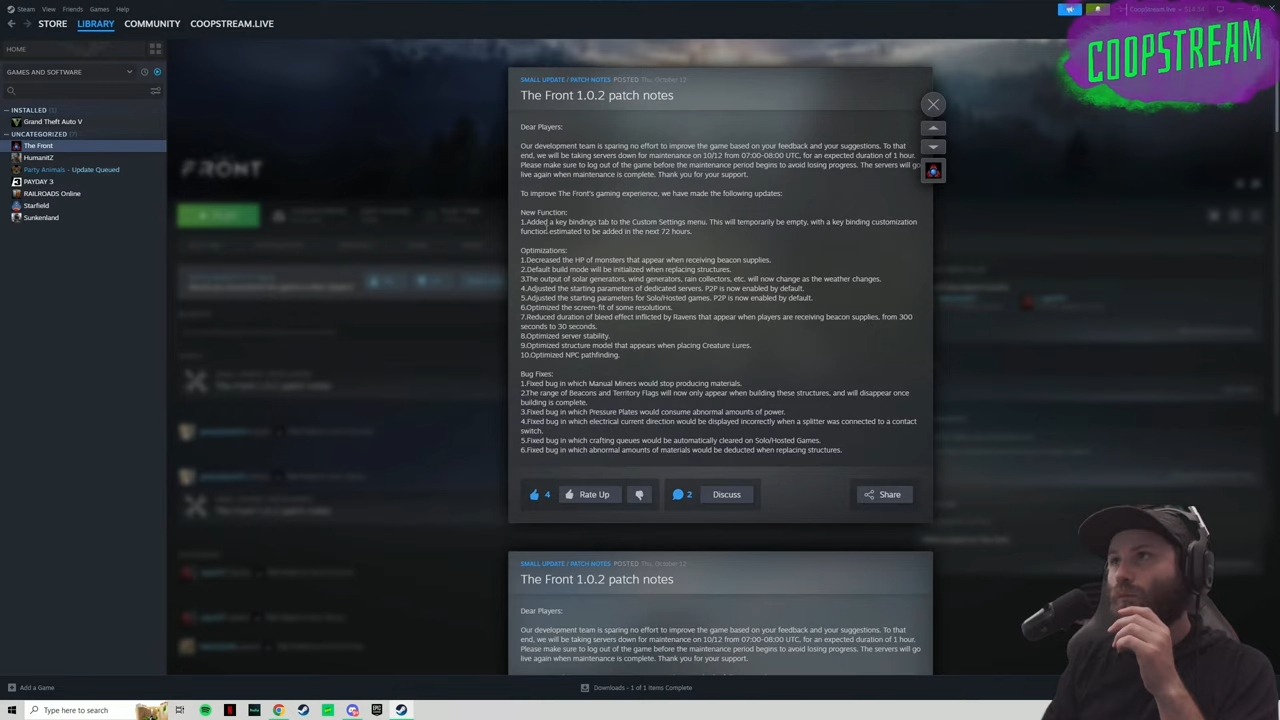 Steam View Friends Games Help
CoopStream.live
STORE LIBRARY COMMUNITY COOPSTREAM.LIVE
COOPSTREAM
HOME
GAMES AND SOFTWARE
INSTALLED (1)
Grand Theft Auto V
UNCATEGORIZED (7)
The Front
HumanitZ
Party Animals - Update Queued
PAYDAY 3
RAILROADS Online
Starfield
Sunkenland
FRONT
SMALL UPDATE / PATCH NOTES POSTED Thu, October 12
The Front 1.0.2 patch notes
Dear Players:
Our development team is sparing no effort to improve the game based on your feedback and your suggestions. To that
end, we will be taking servers down for maintenance on 10/12 from 07:00-08:00 UTC, for an expected duration of 1 hour.
Please make sure to log out of the game before the maintenance period begins to avoid losing progress. The servers will go
live again when maintenance is complete. Thank you for your support.
To improve The Front's gaming experience, we have made the following updates:
New Function:
1.Added a key bindings tab to the Custom Settings menu. This will temporarily be empty, with a key binding customization
function estimated to be added in the next 72 hours.
Optimizations:
1.Decreased the HP of monsters that appear when receiving beacon supplies.
2.Default build mode will be initialized when replacing structures.
3.The output of solar generators, wind generators, rain collectors, etc. will now change as the weather changes.
4.Adjusted the starting parameters of dedicated servers. P2P is now enabled by default.
5.Adjusted the starting parameters for Solo/Hosted games. P2P is now enabled by default.
6.Optimized the screen-fit of some resolutions.
7.Reduced duration of bleed effect inflicted by Ravens that appear when players are receiving beacon supplies, from 300
seconds to 30 seconds.
8.Optimized server stability.
9.Optimized structure model that appears when placing Creature Lures.
10.Optimized NPC pathfinding.
Bug Fixes:
1.Fixed bug in which Manual Miners would stop producing materials.
2.The range of Beacons and Territory Flags will now only appear when building these structures, and will disappear once
building is complete.
3.Fixed bug in which Pressure Plates would consume abnormal amounts of power.
4.Fixed bug in which electrical current direction would be displayed incorrectly when a splitter was connected to a contact
switch.
5.Fixed bug in which crafting queues would be automatically cleared on Solo/Hosted Games.
6.Fixed bug in which abnormal amounts of materials would be deducted when replacing structures.
4 Rate Up 2 Discuss Share
SMALL UPDATE / PATCH NOTES POSTED Thu, October 12
The Front 1.0.2 patch notes
Dear Players:
Our development team is sparing no effort to improve the game based on your feedback and your suggestions. To that
end, we will be taking servers down for maintenance on 10/12 from 07:00-08:00 UTC, for an expected duration of 1 hour.
Please make sure to log out of the game before the maintenance period begins to avoid losing progress. The servers will go
live again when maintenance is complete. Thank you for your support.
Add a Game
Downloads - 1 of 1 Items Complete
Type here to search